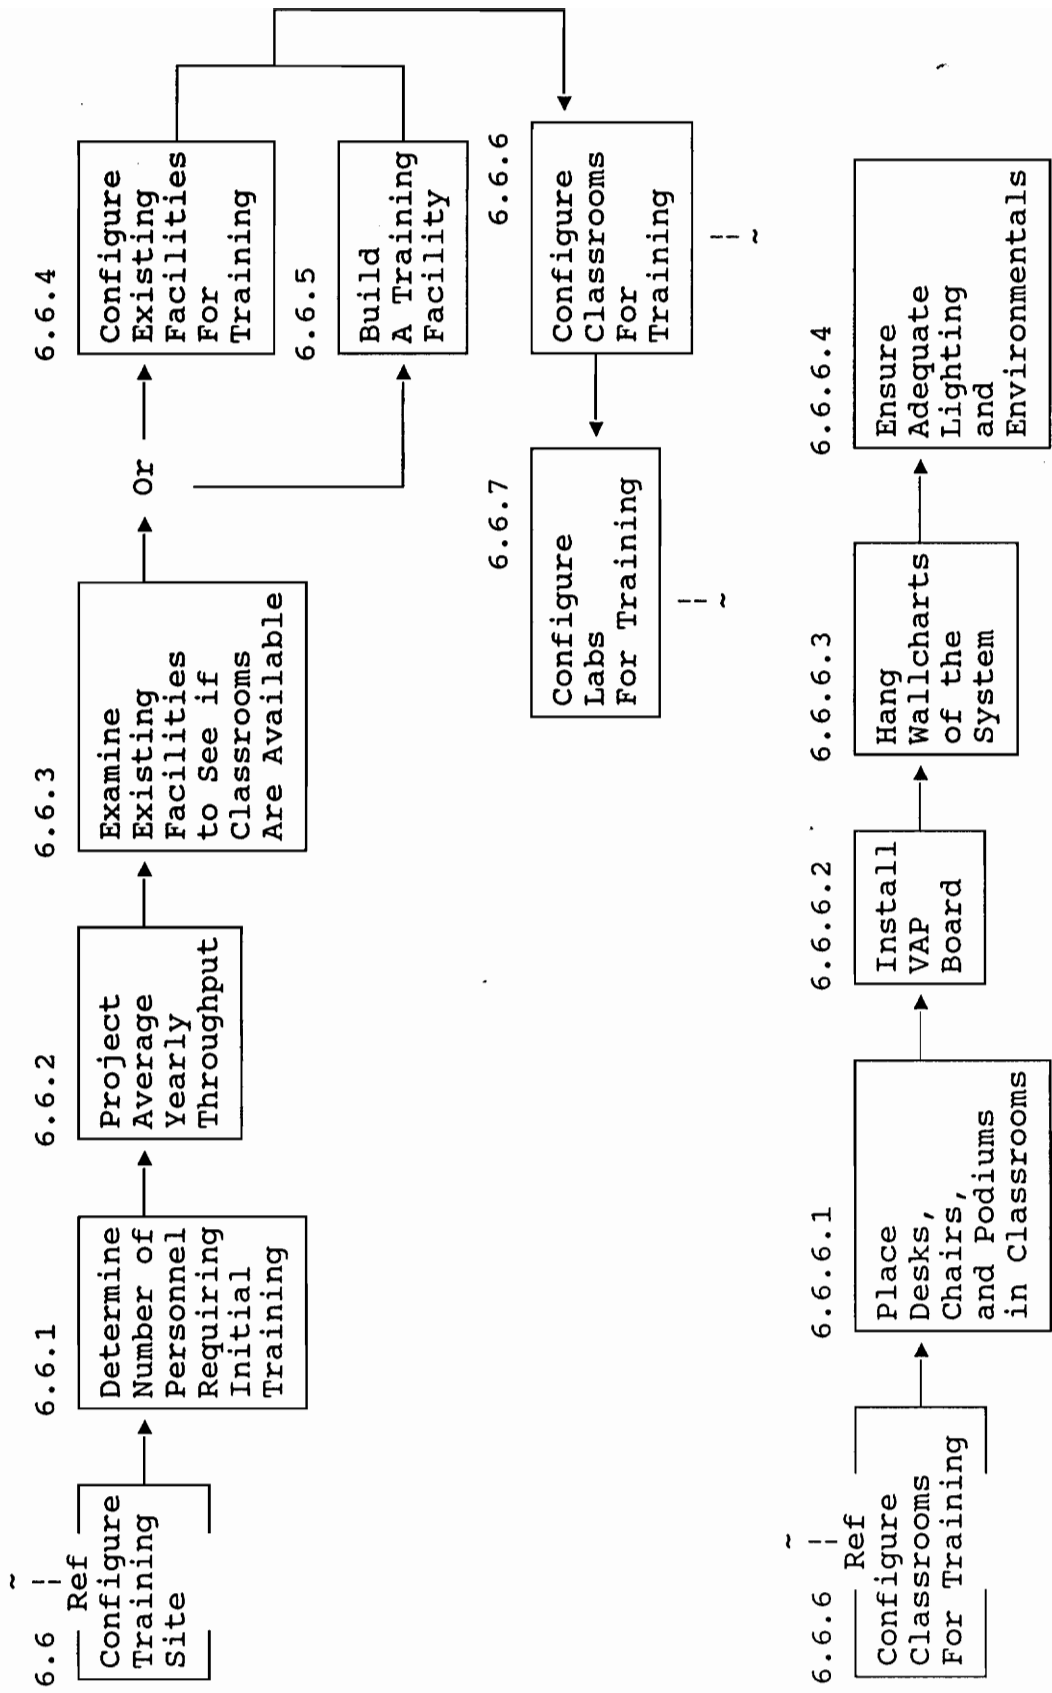 6.6 Ref
Configure
Training
Site
6.6.1
Determine
Number of
Personnel
Requiring
Initial
Training
6.6.2
Project
Average
Yearly
Throughput
6.6.3
Examine
Existing
Facilities
to See if
Classrooms
Are Available
Or
6.6.4
Configure
Existing
Facilities
For
Training
6.6.5
Build
A Training
Facility
6.6.6
Configure
Classrooms
For
Training
6.6.7
Configure
Labs
For Training
6.6.6 Ref
Configure
Classrooms
For Training
6.6.6.1
Place
Desks,
Chairs,
and Podiums
in Classrooms
6.6.6.2
Install
VAP
Board
6.6.6.3
Hang
Wallcharts
of the
System
6.6.6.4
Ensure
Adequate
Lighting
and
Environmentals